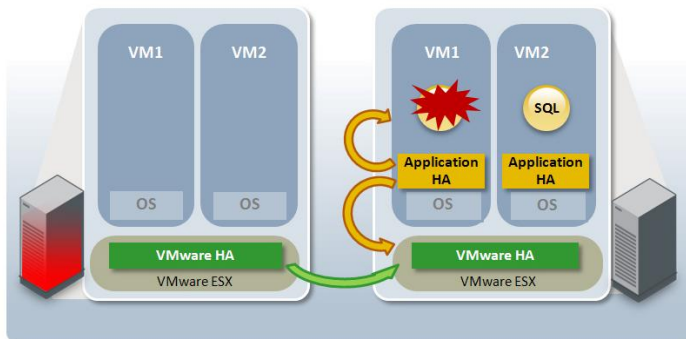 VM1
VM2
OS
OS
VMware HA
VMware ESX
VM1
VM2
SQL
Application
HA
Application
HA
OS
OS
VMware HA
VMware ESX